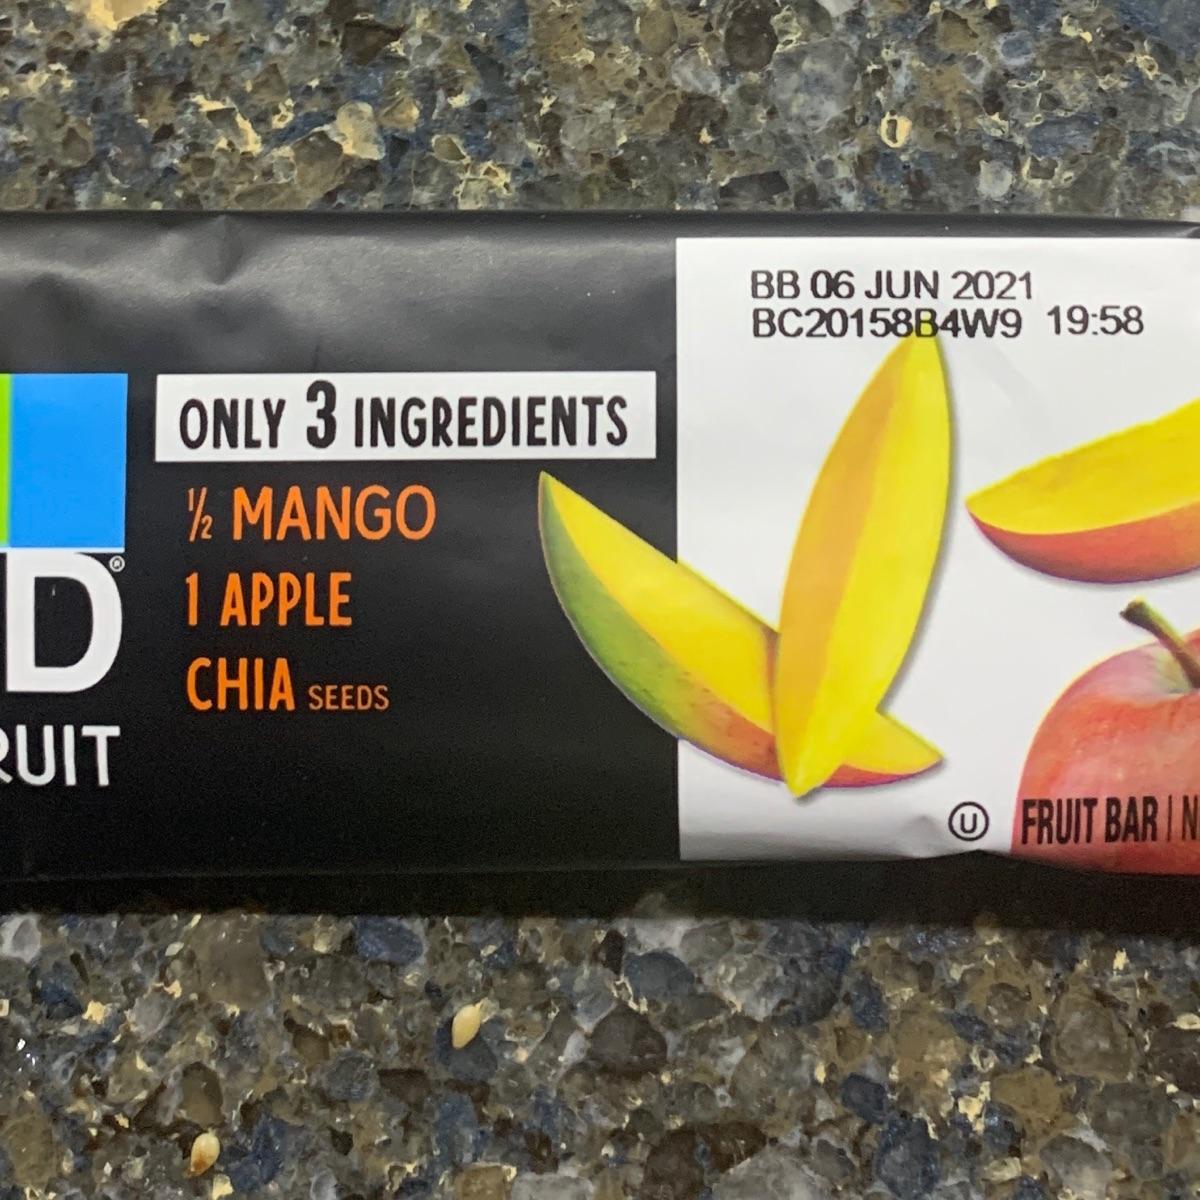 BB 06 JUN 2021
BC20158B4W9 19:58
ONLY 3 INGREDIENTS
½ MANGO
1 APPLE
CHIA SEEDS
D®
RUIT
U
FRUIT BAR | N